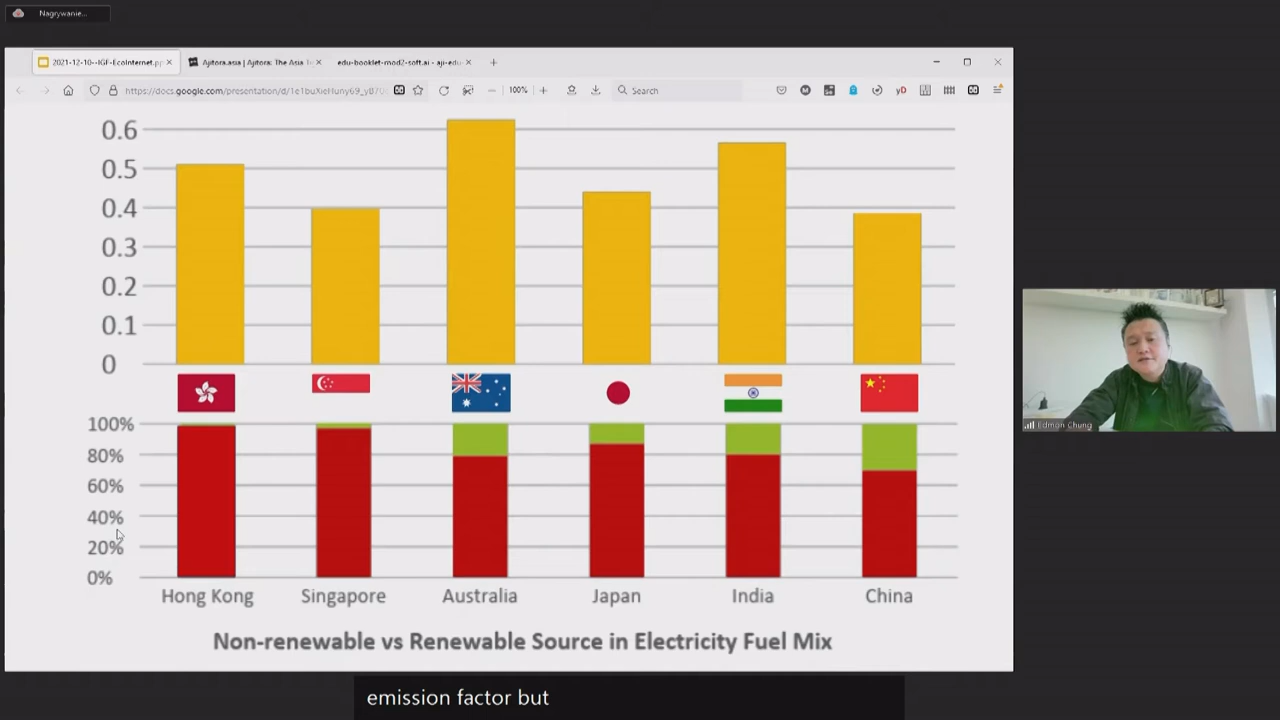 Nagrywanie...
2021-12-10--IGF-EcoInternet.pp
Ajitora.asia | Ajitora: The Asia
edu-booklet-mod2-soft.ai - aji-edu-
100%
Search
0.6
0.5
0.4
0.3
0.2
0.1
0
100%
80%
60%
40%
20%
0%
Hong Kong Singapore Australia Japan India China
Non-renewable vs Renewable Source in Electricity Fuel Mix
Edmon Chung
emission factor but